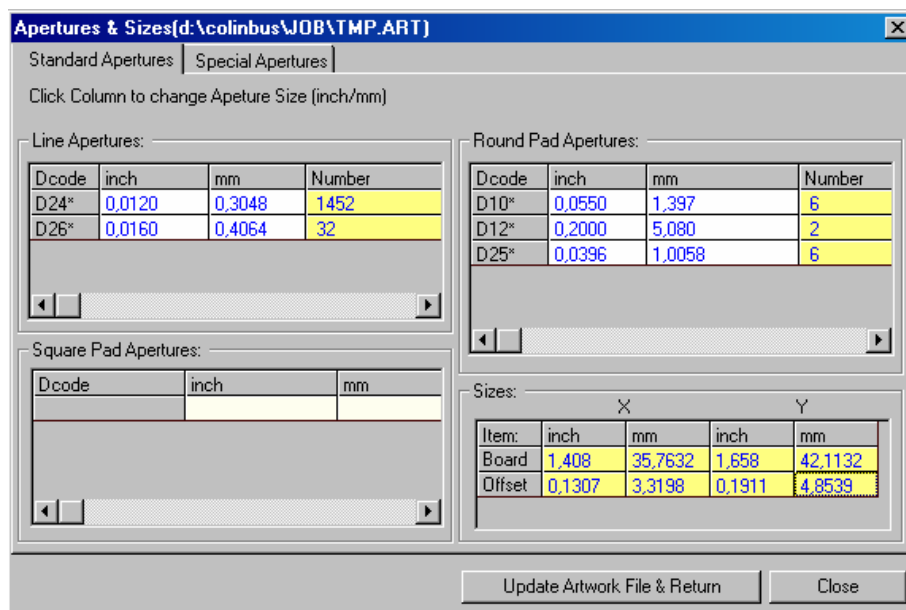 Apertures & Sizes(d:\colinbus\JOB\TMP.ART)
Standard Apertures Special Apertures
Click Column to change Apeture Size (inch/mm)
Line Apertures:
Dcode inch mm Number
D24* 0,0120 0,3048 1452
D26* 0,0160 0,4064 32
Round Pad Apertures:
Dcode inch mm Number
D10* 0,0550 1,397 6
D12* 0,2000 5,080 2
D25* 0,0396 1,0058 6
Square Pad Apertures:
Dcode inch mm
Sizes:
X Y
Item: inch mm inch mm
Board 1,408 35,7632 1,658 42,1132
Offset 0,1307 3,3198 0,1911 4,8539
Update Artwork File & Return Close